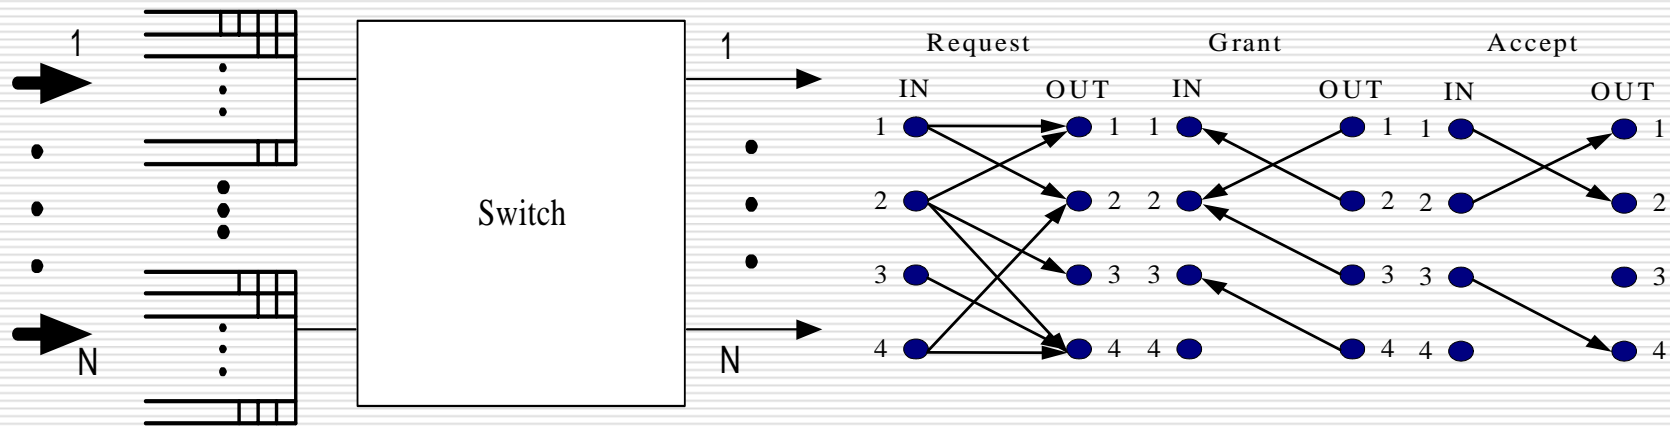 1
N
Switch
1
N
Request Grant Accept
IN OUT IN OUT IN OUT
1 1 1 1 1 1
2 2 2 2 2 2
3 3 3 3 3 3
4 4 4 4 4 4